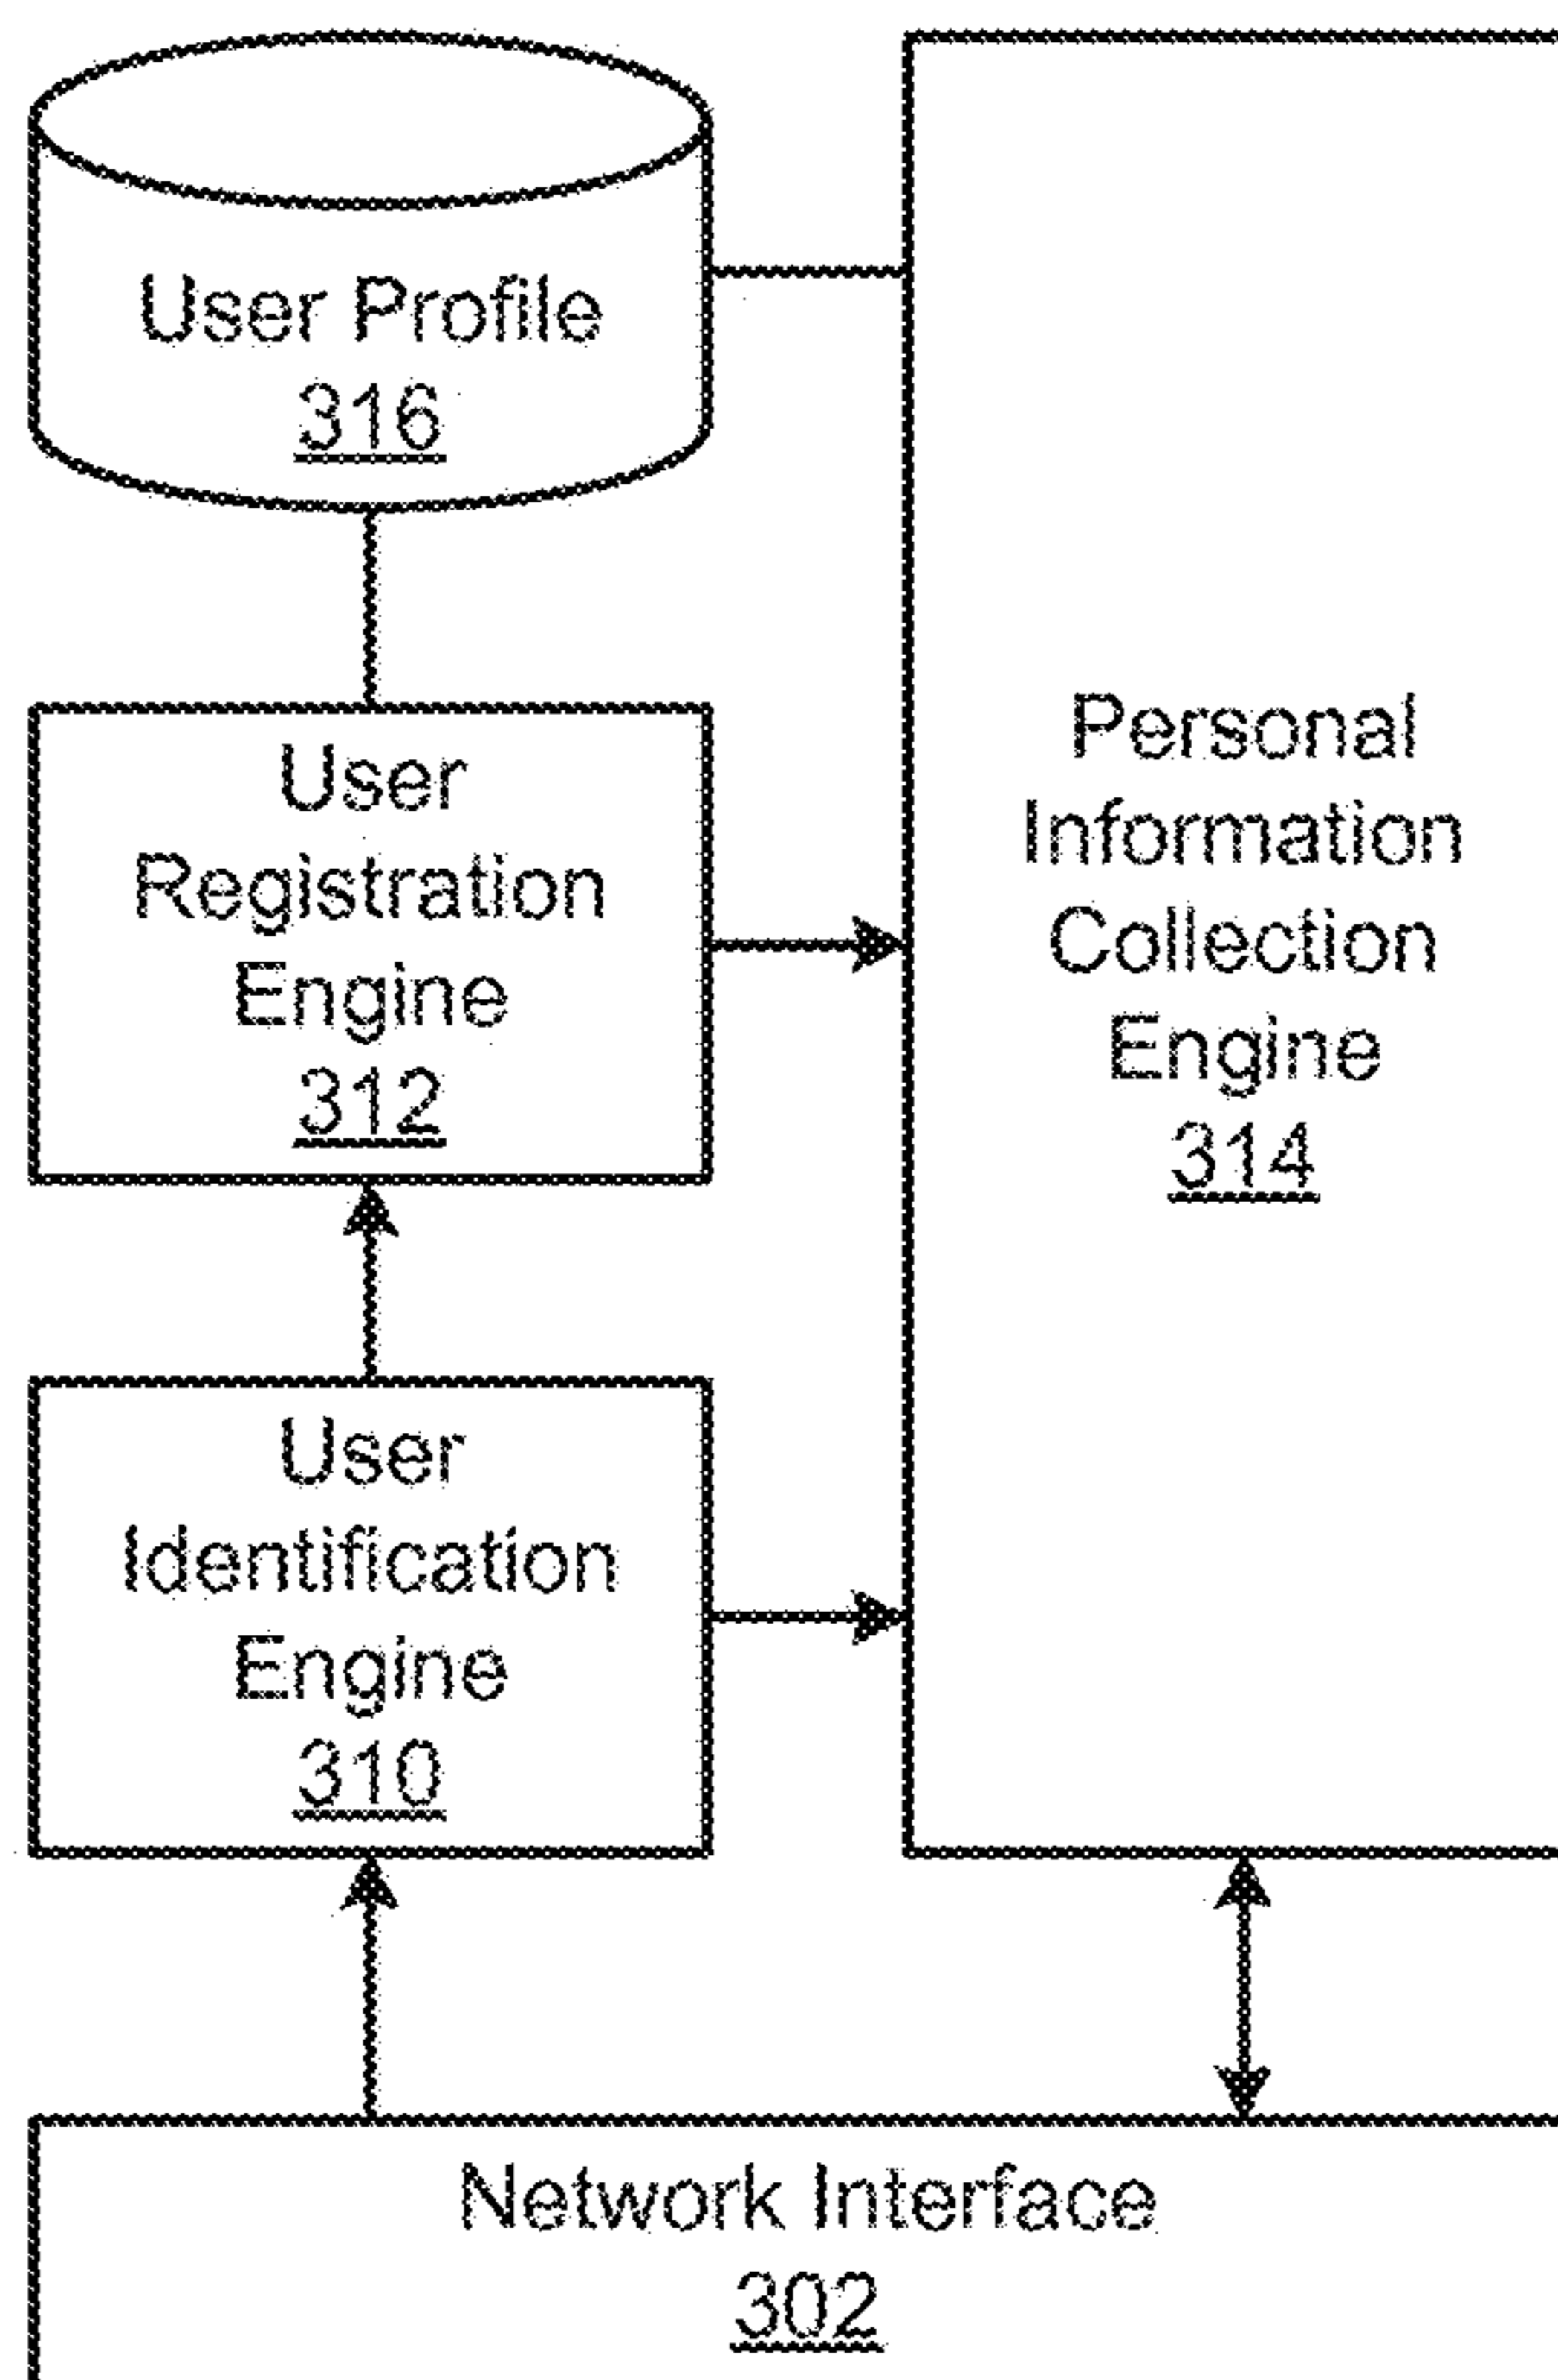 User Profile
316
User
Registration
Engine
312
Personal
Information
Collection
Engine
314
User
Identification
Engine
310
Network Interface
302